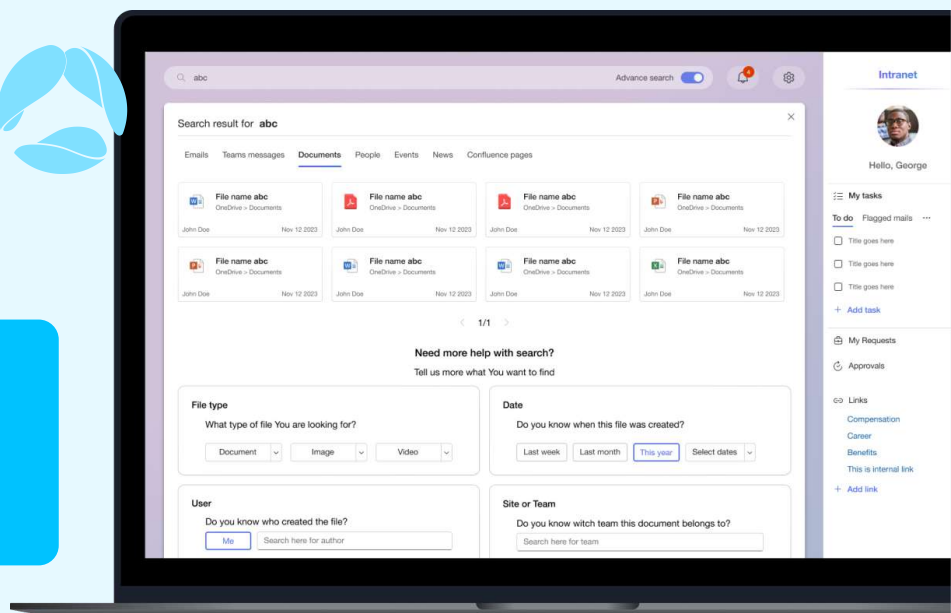 abc
Advance search
4
Search result for abc
Emails Teams messages Documents People Events News Confluence pages
File name abc
OneDrive > Documents
John Doe Nov 12 2023
File name abc
OneDrive > Documents
John Doe Nov 12 2023
File name abc
OneDrive > Documents
John Doe Nov 12 2023
File name abc
OneDrive > Documents
John Doe Nov 12 2023
File name abc
OneDrive > Documents
John Doe Nov 12 2023
File name abc
OneDrive > Documents
John Doe Nov 12 2023
File name abc
OneDrive > Documents
John Doe Nov 12 2023
File name abc
OneDrive > Documents
John Doe Nov 12 2023
< 1/1 >
Need more help with search?
Tell us more what You want to find
File type
What type of file You are looking for?
Document Image Video
Date
Do you know when this file was created?
Last week Last month This year Select dates
User
Do you know who created the file?
Me Search here for author
Site or Team
Do you know witch team this document belongs to?
Search here for team
Intranet
Hello, George
My tasks
To do Flagged mails ...
Title goes here
Title goes here
Title goes here
+ Add task
My Requests
Approvals
Links
Compensation
Career
Benefits
This is internal link
+ Add link